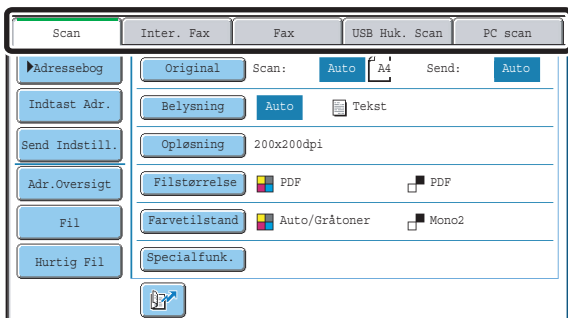 Scan Inter. Fax Fax USB Huk. Scan PC scan
Adressebog Original Scan: Auto A4 Send: Auto
Indtast Adr. Belysning Auto Tekst
Send Indstill. Opløsning 200x200dpi
Adr.Oversigt Filstørrelse PDF PDF
Fil Farvetilstand Auto/Gråtoner Mono2
Hurtig Fil Specialfunk.